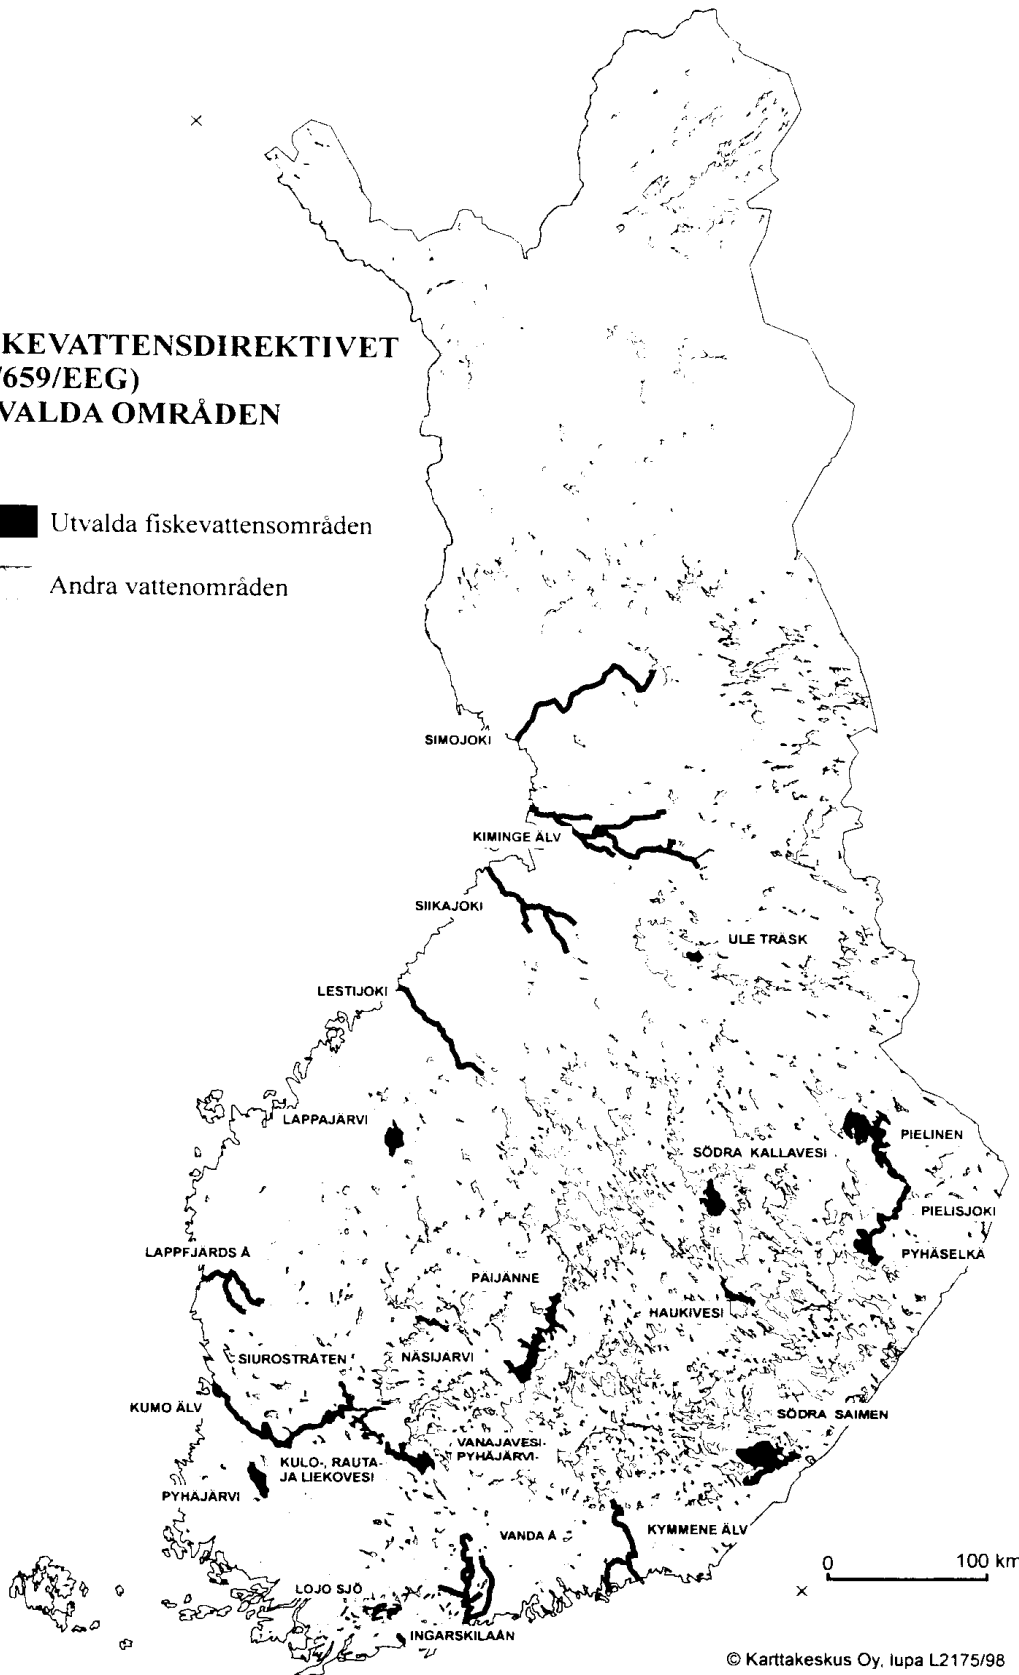 KEVATTENSDIREKTIVET
/659/EEG)
VALDA OMRÅDEN
Utvalda fiskevattensområden
Andra vattenområden
SIMOJOKI
KIMINGE ÄLV
SIIKAJOKI
ULE TRÄSK
LESTIJOKI
LAPPAJÄRVI
PIELINEN
SÖDRA KALLAVESI
PIELISJOKI
LAPPFJÄRDS Å
PYHÄSELKÄ
PÄIJÄNNE
HAUKIVESI
SIUROSTRÅTEN
NÄSIJÄRVI
KUMO ÄLV
SÖDRA SAIMEN
VANAJAVESI-
PYHÄJÄRVI-
KULO-, RAUTA-
JA LIEKOVESI
PYHÄJÄRVI
VANDA Å
KYMMENE ÄLV
0 100 km
LOJO SJÖ
INGARSKILAÅN
© Karttakeskus Oy, lupa L2175/98